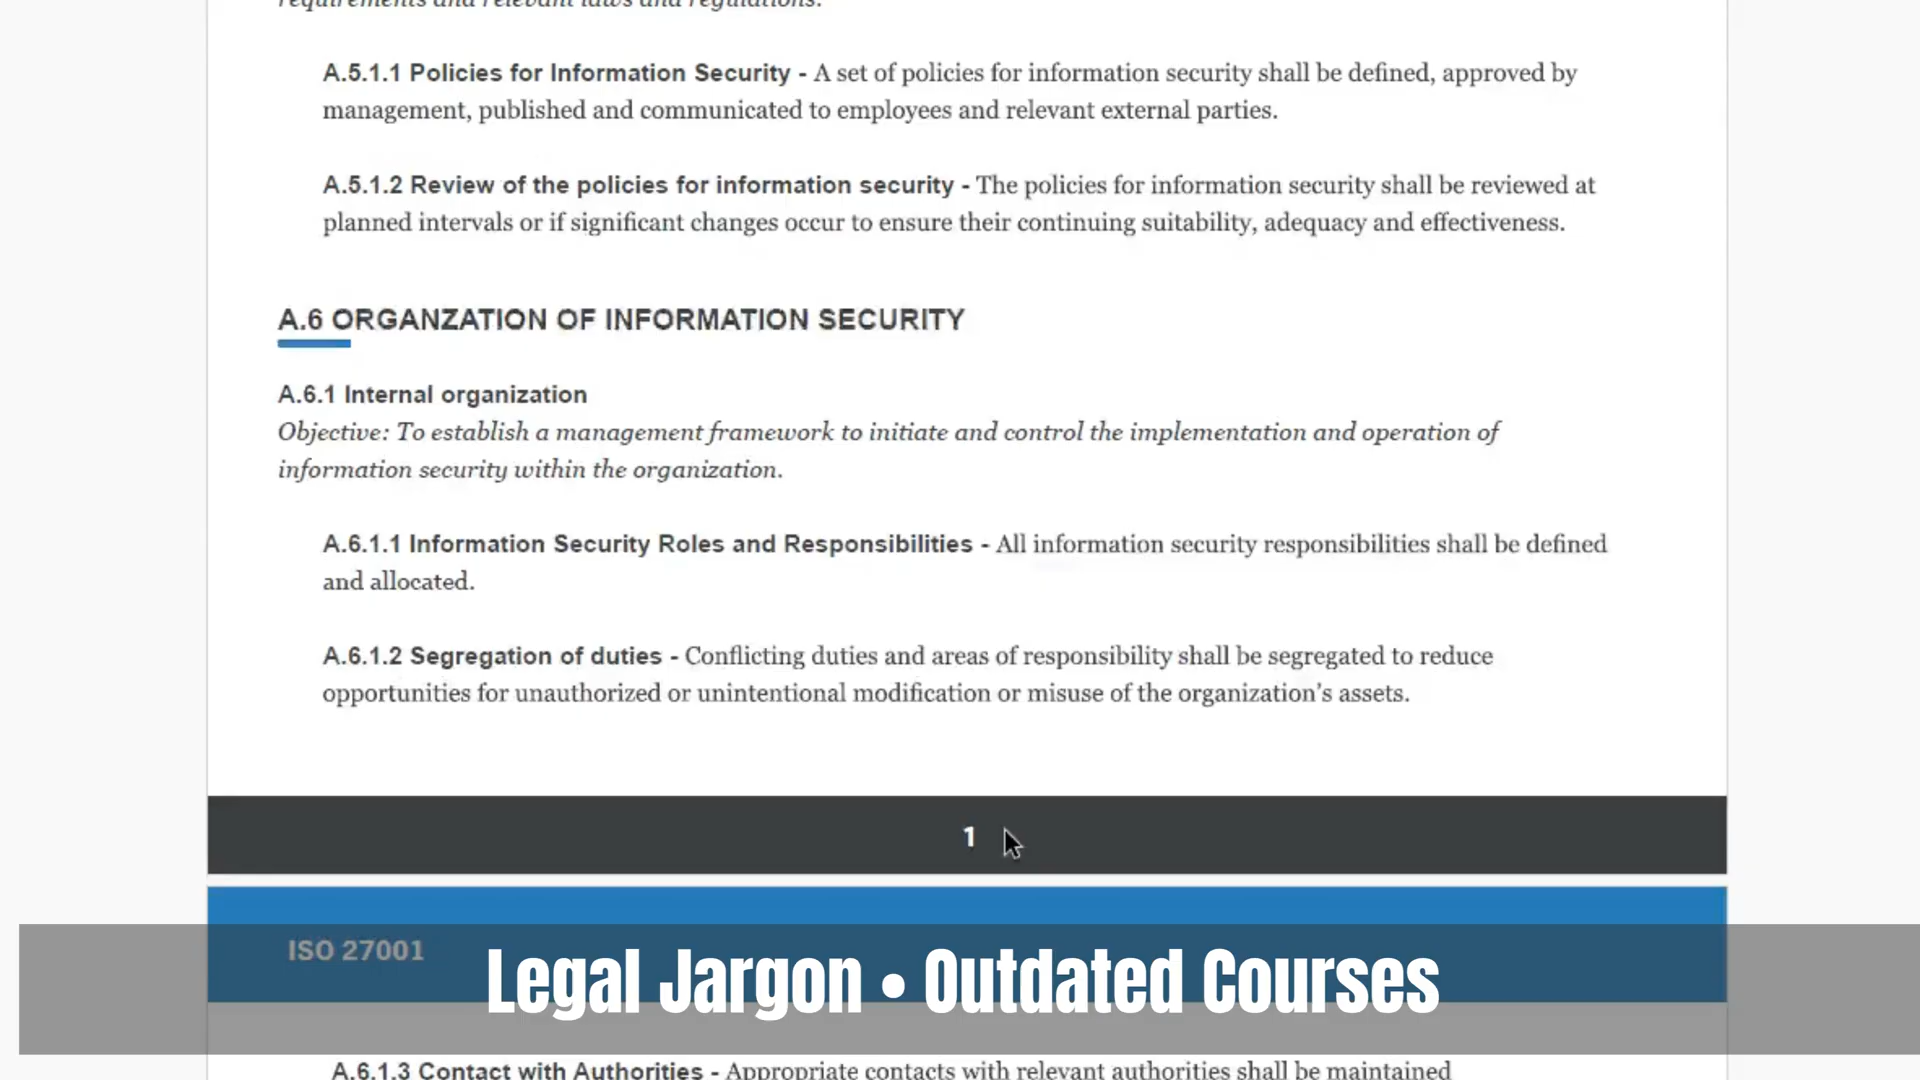 requirements and relevant laws and regulations.
A.5.1.1 Policies for Information Security - A set of policies for information security shall be defined, approved by
management, published and communicated to employees and relevant external parties.
A.5.1.2 Review of the policies for information security - The policies for information security shall be reviewed at
planned intervals or if significant changes occur to ensure their continuing suitability, adequacy and effectiveness.
A.6 ORGANZATION OF INFORMATION SECURITY
A.6.1 Internal organization
Objective: To establish a management framework to initiate and control the implementation and operation of
information security within the organization.
A.6.1.1 Information Security Roles and Responsibilities - All information security responsibilities shall be defined
and allocated.
A.6.1.2 Segregation of duties - Conflicting duties and areas of responsibility shall be segregated to reduce
opportunities for unauthorized or unintentional modification or misuse of the organization's assets.
1
ISO 27001
Legal Jargon • Outdated Courses
A.6.1.3 Contact with Authorities - Appropriate contacts with relevant authorities shall be maintained